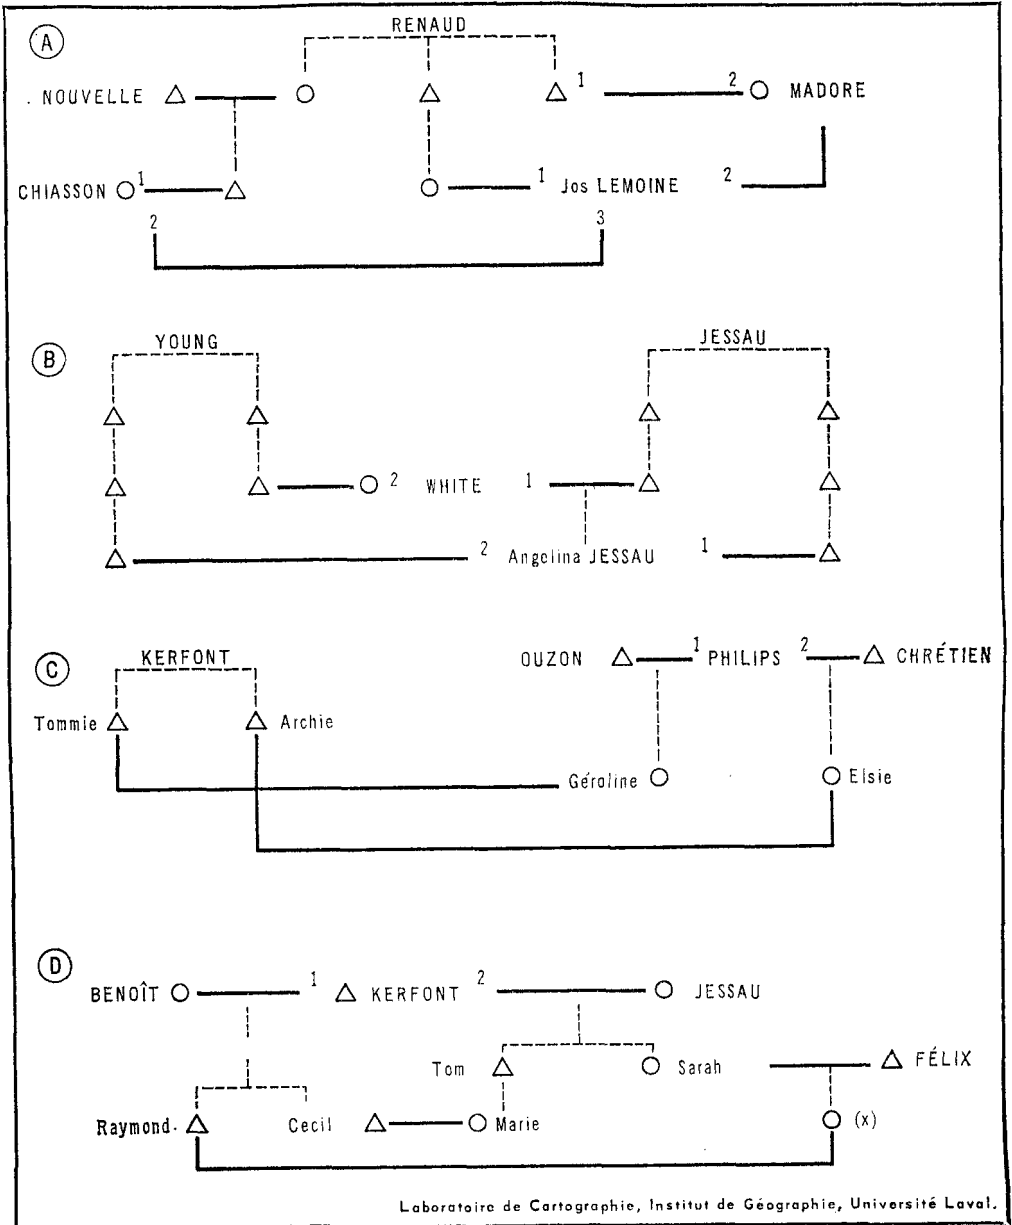 A
RENAUD
. NOUVELLE 1 2 MADORE
CHIASSON 1 1 Jos LEMOINE 2
2 3
B
YOUNG JESSAU
2 WHITE 1
2 Angelina JESSAU 1
C
KERFONT OUZON 1 PHILIPS 2 CHRÉTIEN
Tommie Archie
Géraline Elsie
D
BENOÎT 1 KERFONT 2 JESSAU
Tom Sarah FÉLIX
Raymond. Cecil Marie (x)
Laboratoire de Cartographie, Institut de Géographie, Université Laval.